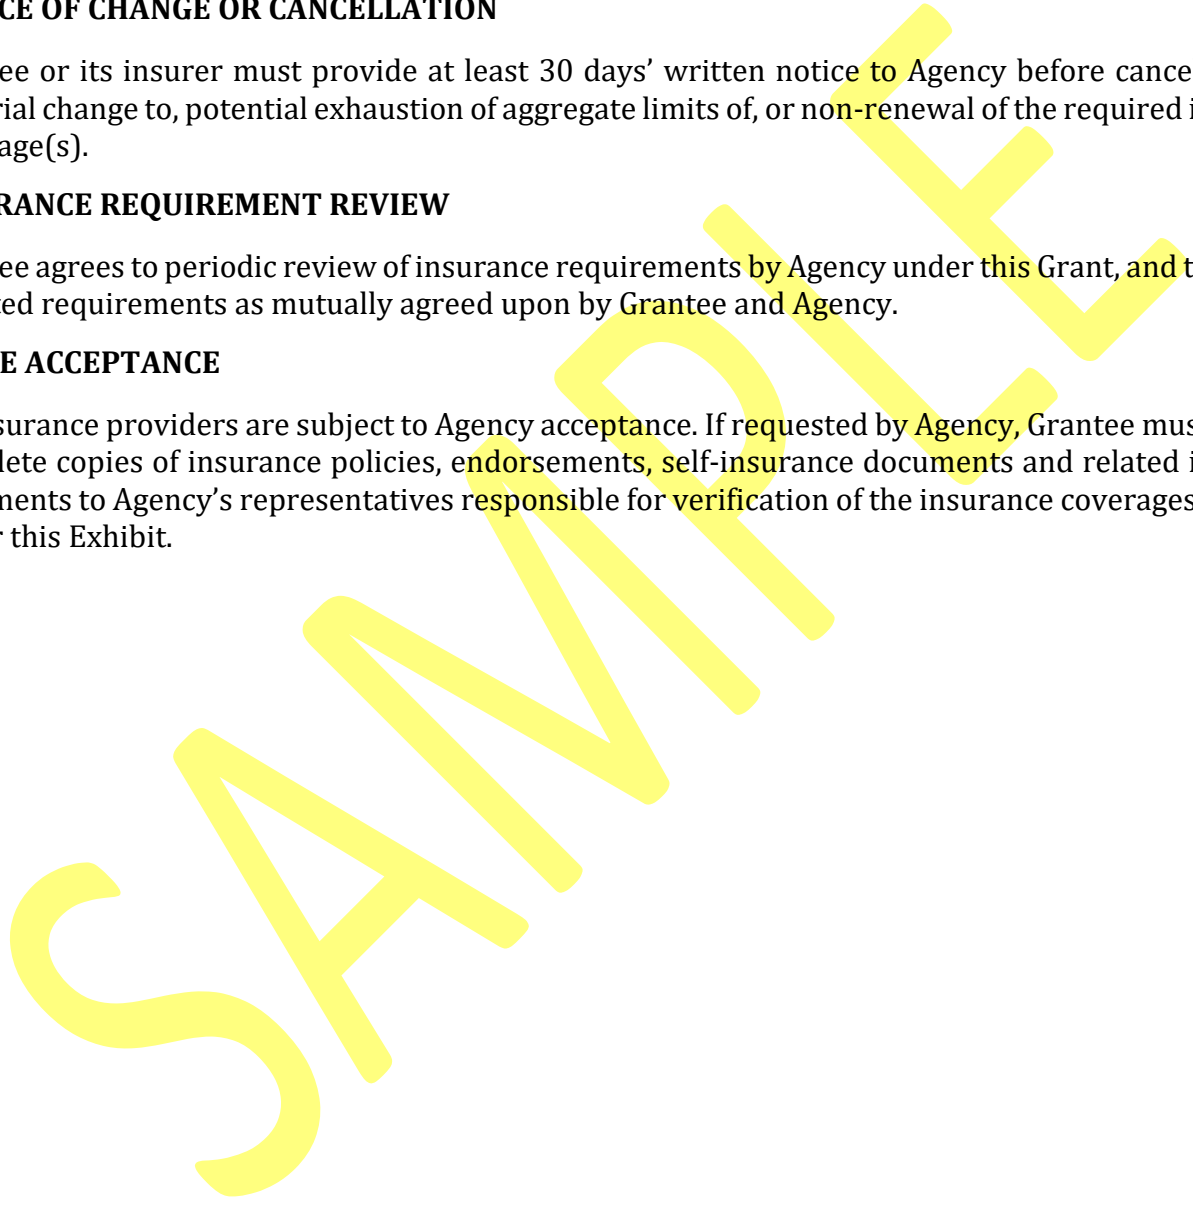 CE OF CHANGE OR CANCELLATION
ee or its insurer must provide at least 30 days’ written notice to Agency before cance
rial change to, potential exhaustion of aggregate limits of, or non-renewal of the required i
age(s).
RANCE REQUIREMENT REVIEW
ee agrees to periodic review of insurance requirements by Agency under this Grant, and t
ted requirements as mutually agreed upon by Grantee and Agency.
E ACCEPTANCE
surance providers are subject to Agency acceptance. If requested by Agency, Grantee mus
lete copies of insurance policies, endorsements, self-insurance documents and related i
ments to Agency’s representatives responsible for verification of the insurance coverages
r this Exhibit.
SAMPLE